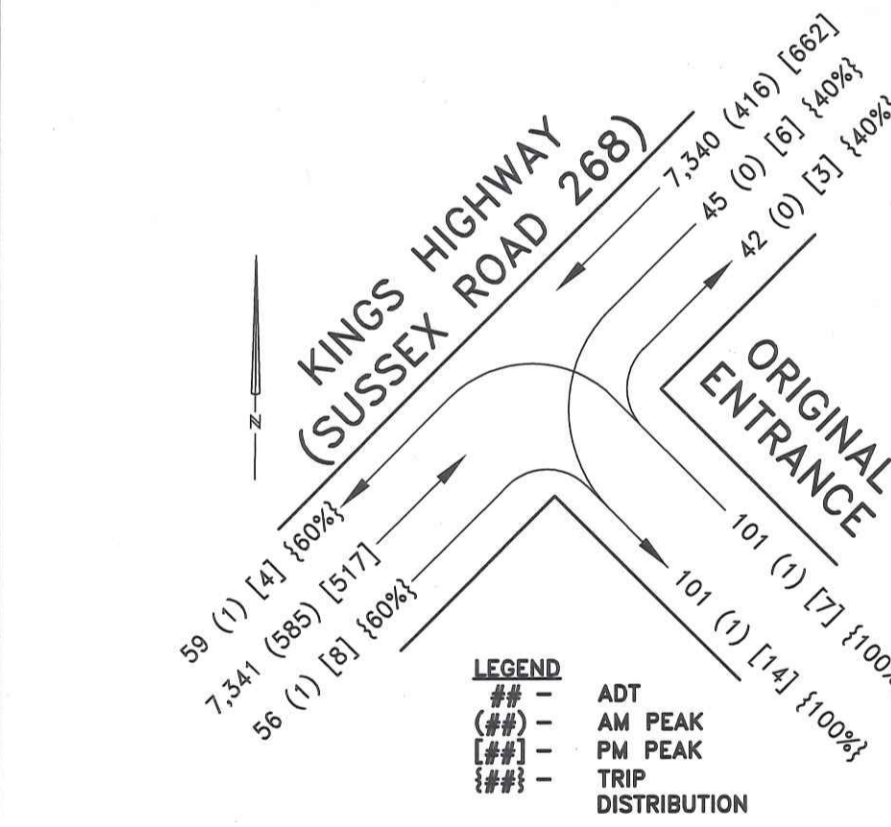 KINGS HIGHWAY
(SUSSEX ROAD 268)
7,340 (416) [662]
45 (0) [6] {40%}
42 (0) [3] {40%}
ORIGINAL
ENTRANCE
N
59 (1) [4] {60%}
7,341 (585) [517]
56 (1) [8] {60%}
101 (1) [7] {100%
101 (1) [14] {100%}
LEGEND
## – ADT
(##) – AM PEAK
[##] – PM PEAK
{##} – TRIP
DISTRIBUTION